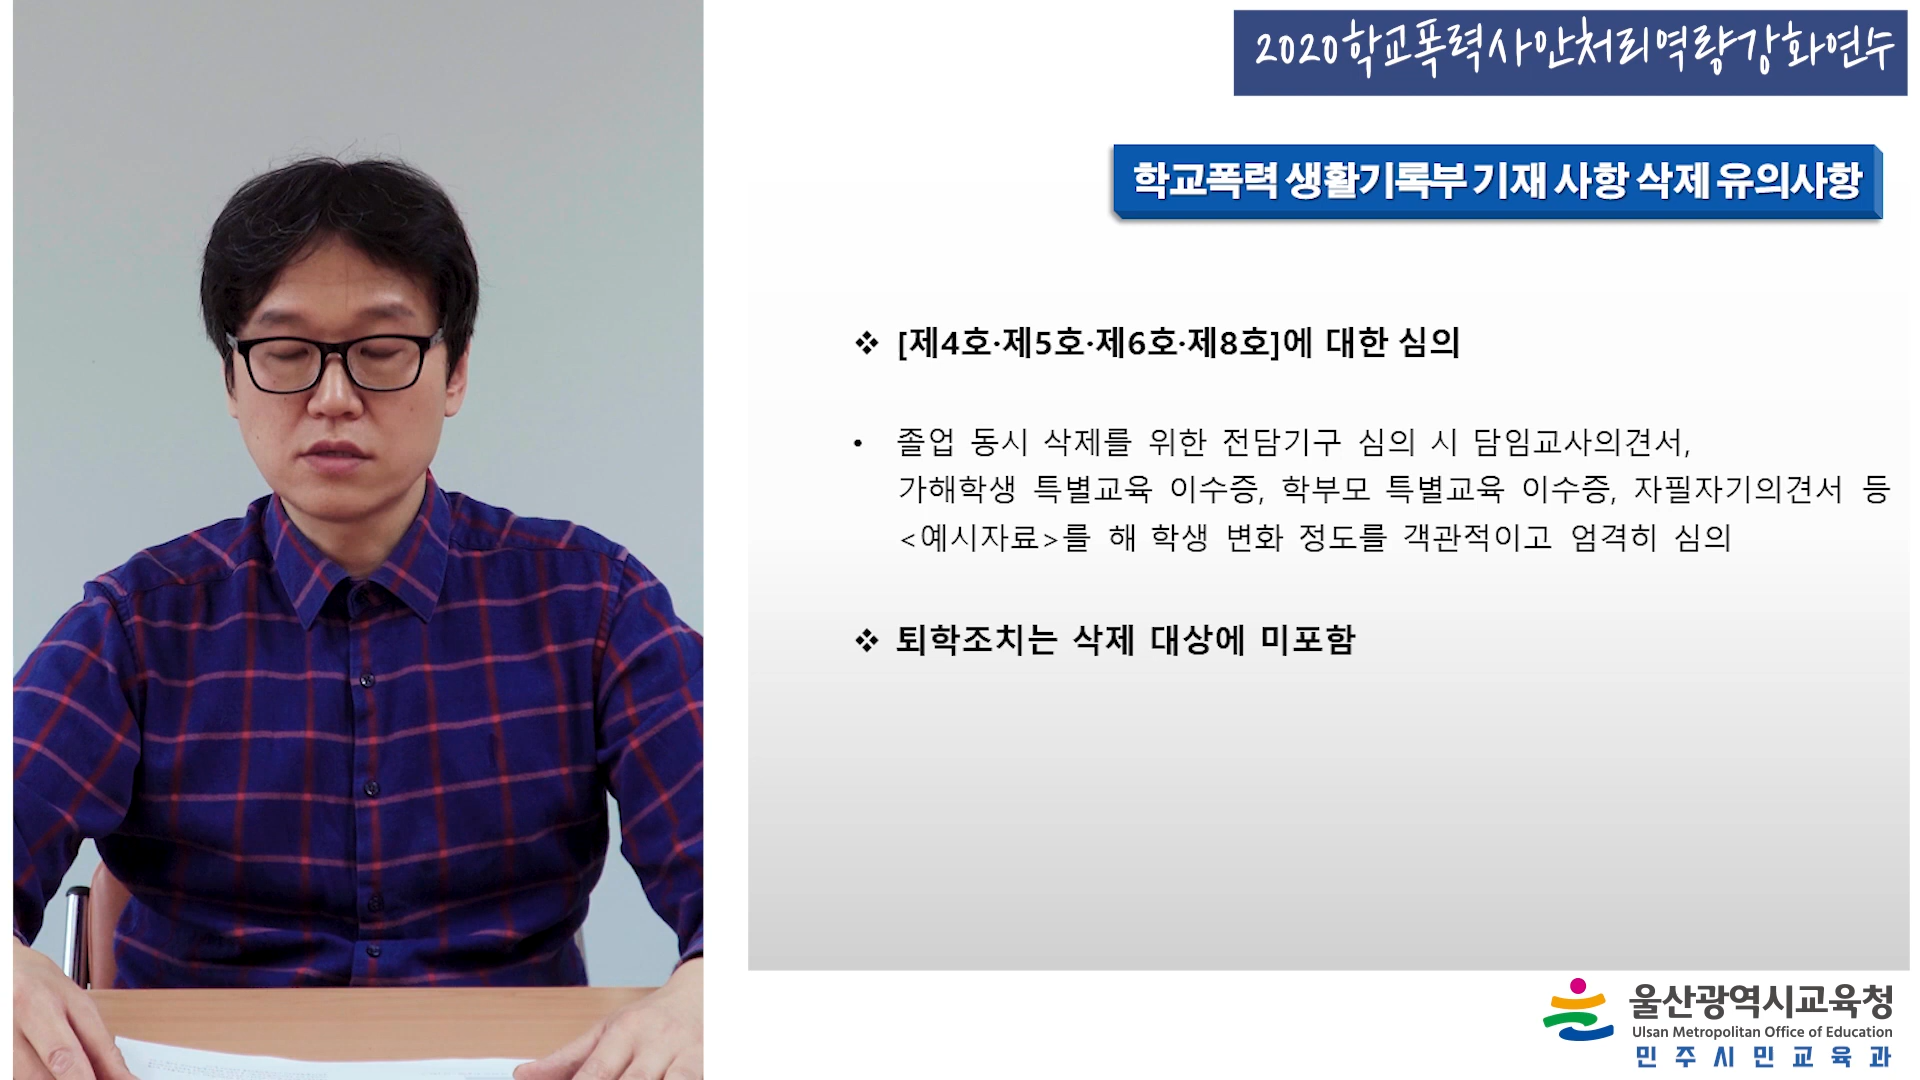 2020학교폭력사안처리역량강화연수
학교폭력 생활기록부 기재 사항 삭제 유의사항
❖ [제4호·제5호·제6호·제8호]에 대한 심의
• 졸업 동시 삭제를 위한 전담기구 심의 시 담임교사의견서,
가해학생 특별교육 이수증, 학부모 특별교육 이수증, 자필자기의견서 등
<예시자료>를 해 학생 변화 정도를 객관적이고 엄격히 심의
❖ 퇴학조치는 삭제 대상에 미포함
울산광역시교육청
Ulsan Metropolitan Office of Education
민주시민교육과